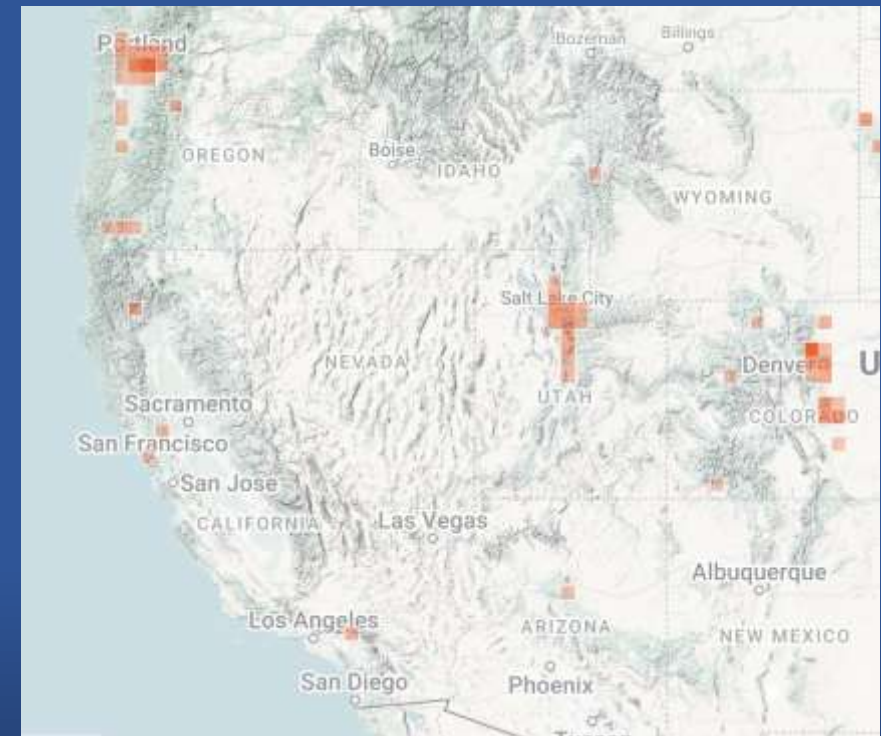 Portland
Bozeman
Billings
OREGON
Boise
IDAHO
WYOMING
Salt Lake City
NEVADA
Denver
U
UTAH
COLORADO
Sacramento
San Francisco
San Jose
CALIFORNIA
Las Vegas
Albuquerque
Los Angeles
ARIZONA
NEW MEXICO
San Diego
Phoenix